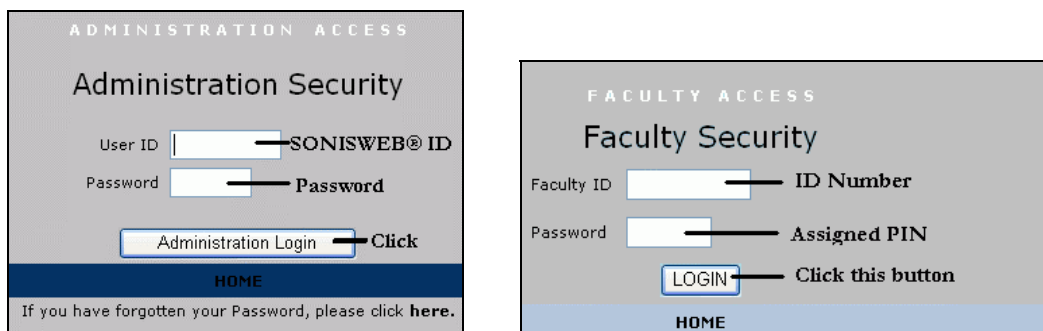 ADMINISTRATION ACCESS
Administration Security
User ID SONISWEB® ID
Password Password
Administration Login Click
HOME
If you have forgotten your Password, please click here.
FACULTY ACCESS
Faculty Security
Faculty ID ID Number
Password Assigned PIN
LOGIN Click this button
HOME